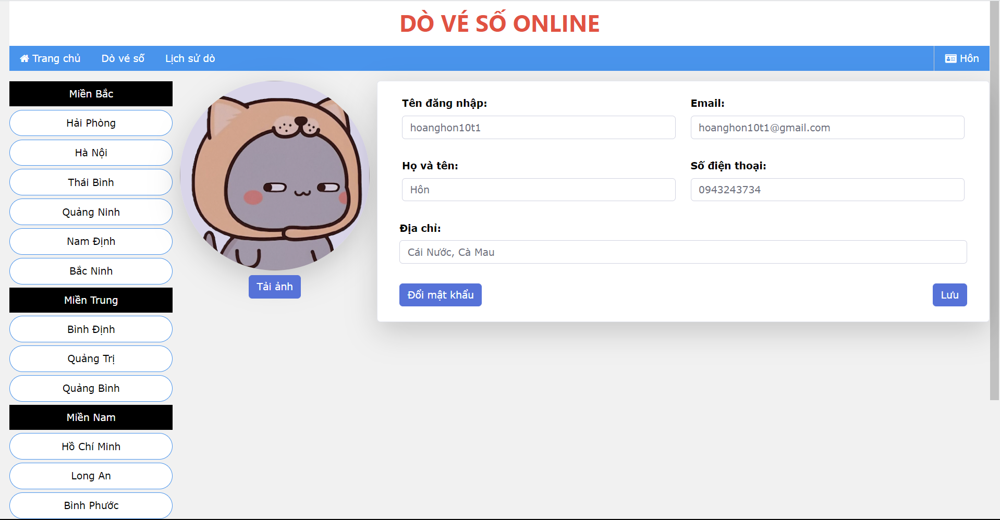 DÒ VÉ SỐ ONLINE
Trang chủ Dò vé số Lịch sử dò Hôn
Miền Bắc
Hải Phòng
Hà Nội
Thái Bình
Quảng Ninh
Nam Định
Bắc Ninh
Miền Trung
Bình Định
Quảng Trị
Quảng Bình
Miền Nam
Hồ Chí Minh
Long An
Bình Phước
Tải ảnh
Tên đăng nhập: Email:
hoanghon10t1 hoanghon10t1@gmail.com
Họ và tên: Số điện thoại:
Hôn 0943243734
Địa chỉ:
Cái Nước, Cà Mau
Đổi mật khẩu Lưu